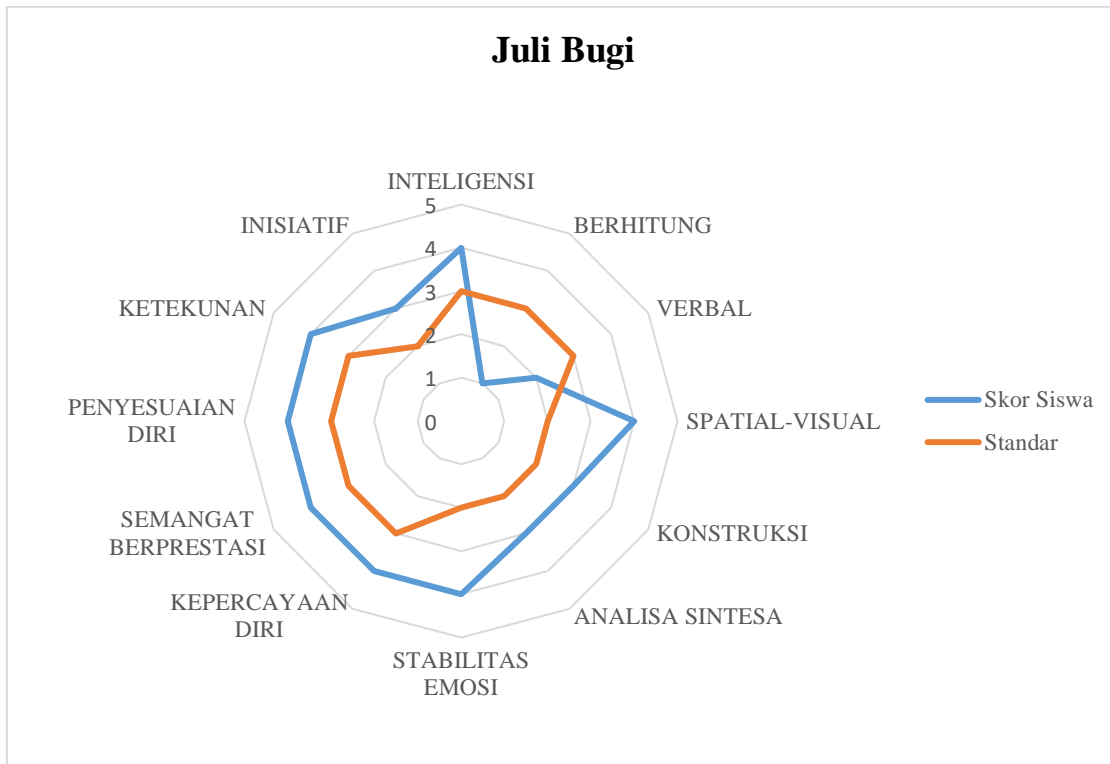 Juli Bugi
INTELIGENSI
INISIATIF
5
BERHITUNG
4
KETEKUNAN
VERBAL
3
2
1
PENYESUAIAN
DIRI
0
SPATIAL-VISUAL
Skor Siswa
Standar
SEMANGAT
BERPRESTASI
KONSTRUKSI
KEPERCAYAAN
DIRI
ANALISA SINTESA
STABILITAS
EMOSI